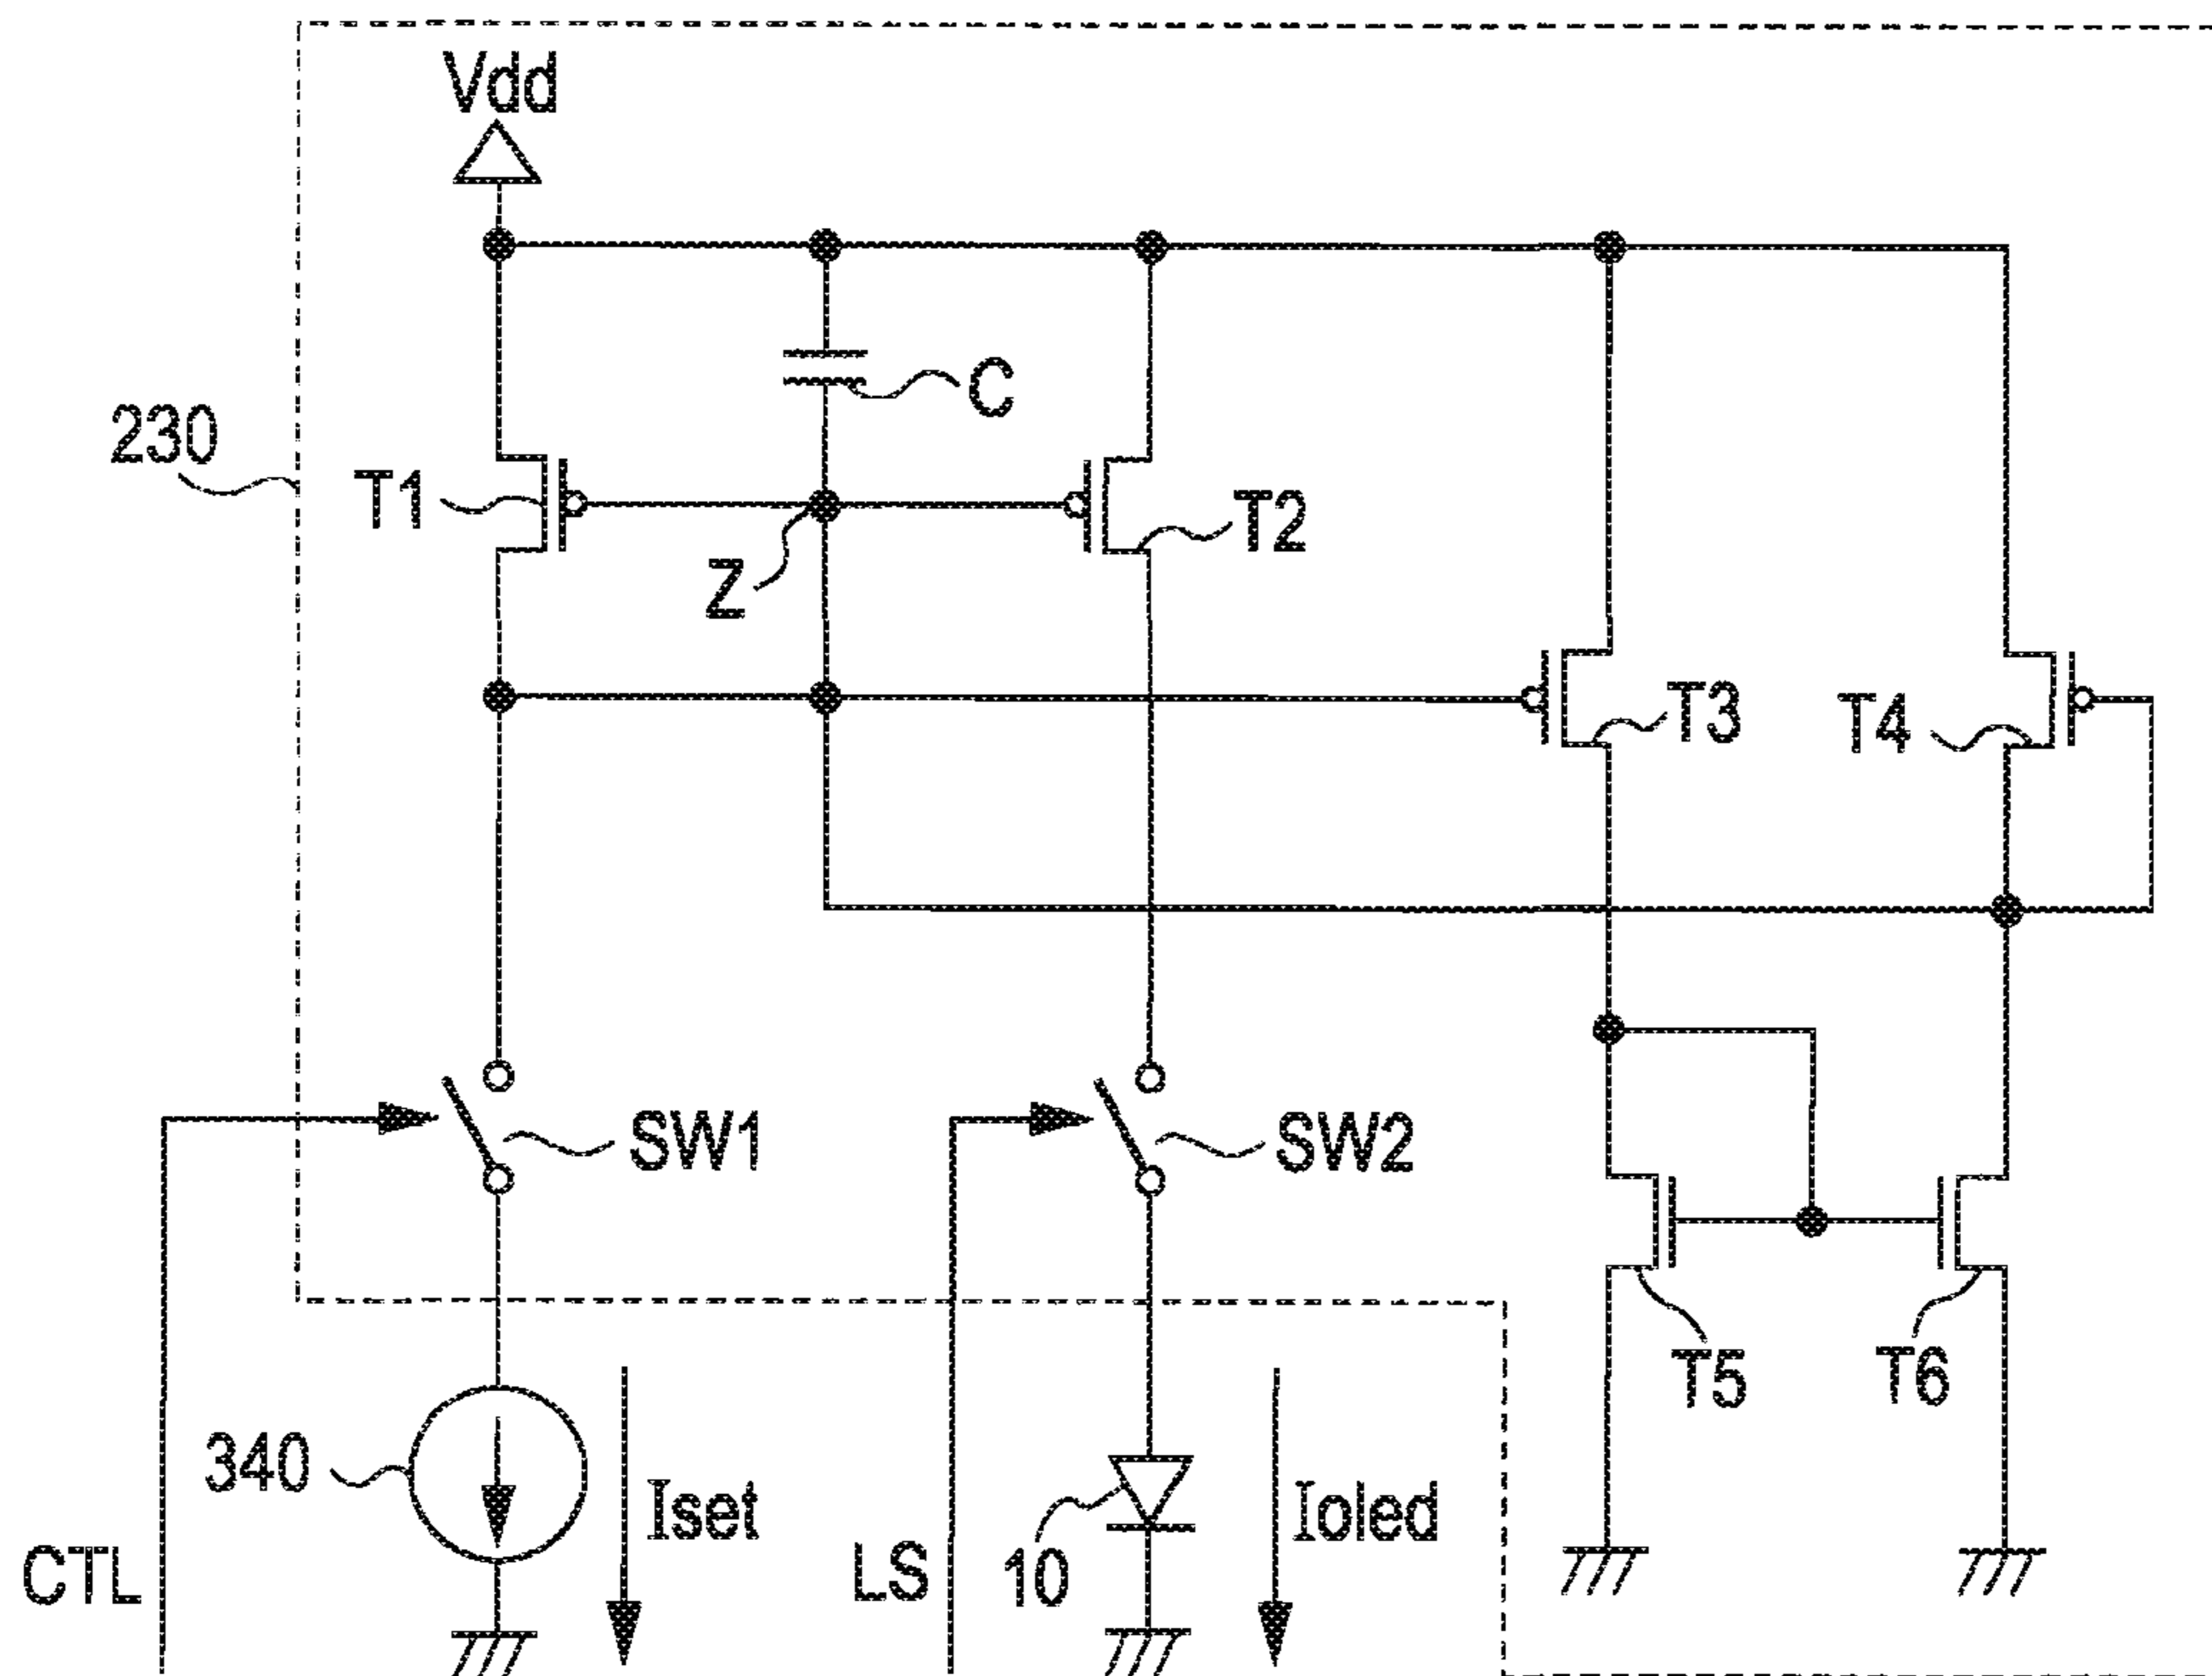 Vdd
C
230
T1
T2
Z
T3
T4
SW1
SW2
T5
T6
340
Iset
Ioled
CTL
LS
10